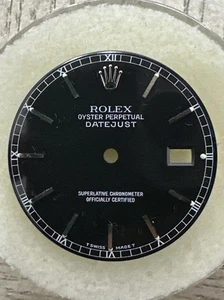 ROLEX
OYSTER PERPETUAL
DATEJUST
SUPERLATIVE CHRONOMETER
OFFICIALLY CERTIFIED
T SWISS MADE T